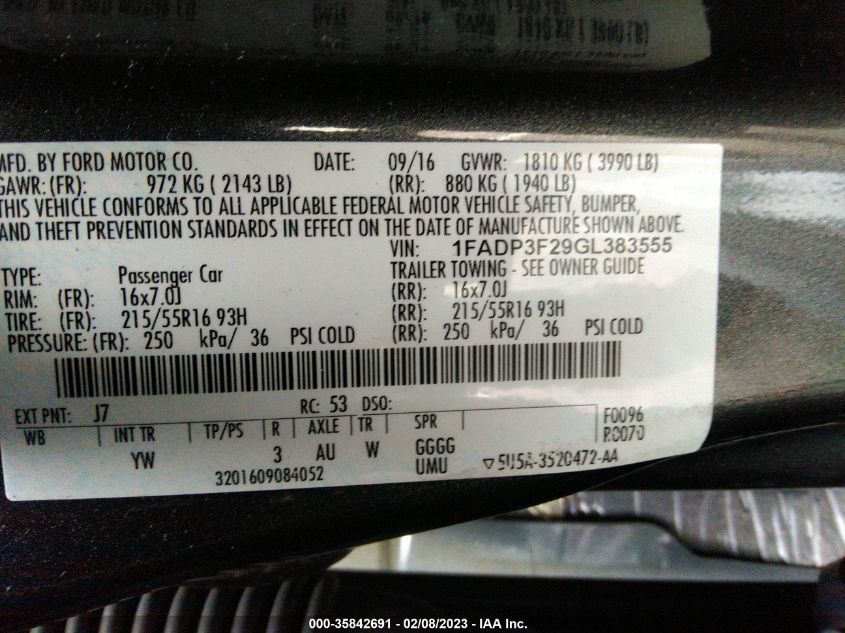 MFD. BY FORD MOTOR CO. DATE: 09/16 GVWR: 1810 KG ( 3990 LB)
GAWR: (FR): 972 KG ( 2143 LB) (RR): 880 KG ( 1940 LB)
THIS VEHICLE CONFORMS TO ALL APPLICABLE FEDERAL MOTOR VEHICLE SAFETY, BUMPER,
AND THEFT PREVENTION STANDARDS IN EFFECT ON THE DATE OF MANUFACTURE SHOWN ABOVE.
VIN: 1FADP3F29GL383555
TYPE: Passenger Car TRAILER TOWING - SEE OWNER GUIDE
RIM: (FR): 16x7.0J (RR): 16x7.0J
TIRE: (FR): 215/55R16 93H (RR): 215/55R16 93H
PRESSURE: (FR): 250 kPa/ 36 PSI COLD (RR): 250 kPa/ 36 PSI COLD
EXT PNT: J7 RC: 53 DSO:
WB INT TR TP/PS R AXLE TR SPR F0096
YW 3 AU W GGGG R0070
UMU ▽5U5A-3520472-AA
3201609084052
000-35842691 - 02/08/2023 - IAA Inc.